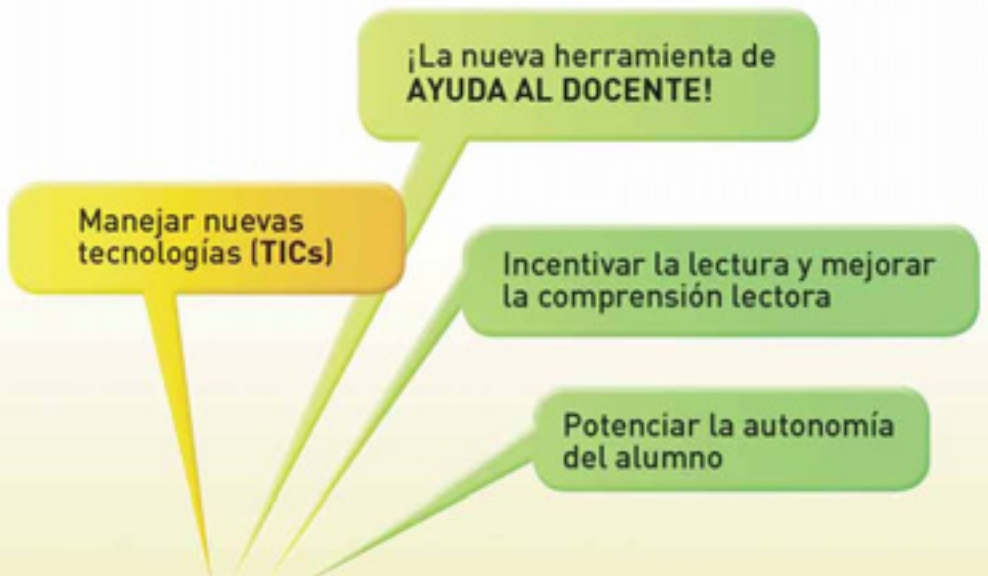 ¡La nueva herramienta de
AYUDA AL DOCENTE!
Manejar nuevas
tecnologías (TICs)
Incentivar la lectura y mejorar
la comprensión lectora
Potenciar la autonomía
del alumno